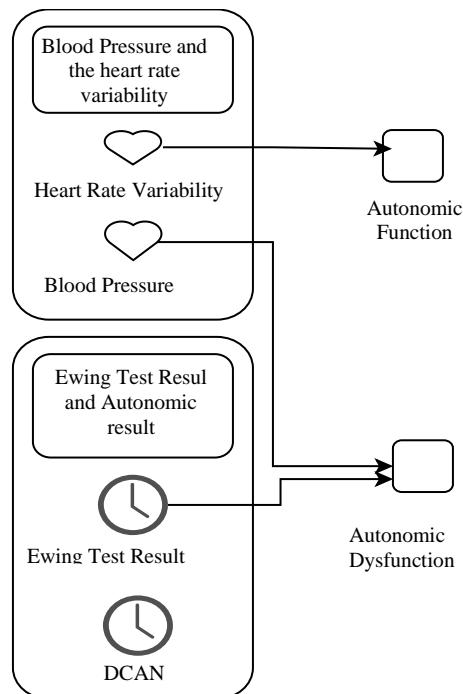 Blood Pressure and
the heart rate
variability
Heart Rate Variability
Blood Pressure
Autonomic
Function
Ewing Test Resul
and Autonomic
result
Ewing Test Result
DCAN
Autonomic
Dysfunction